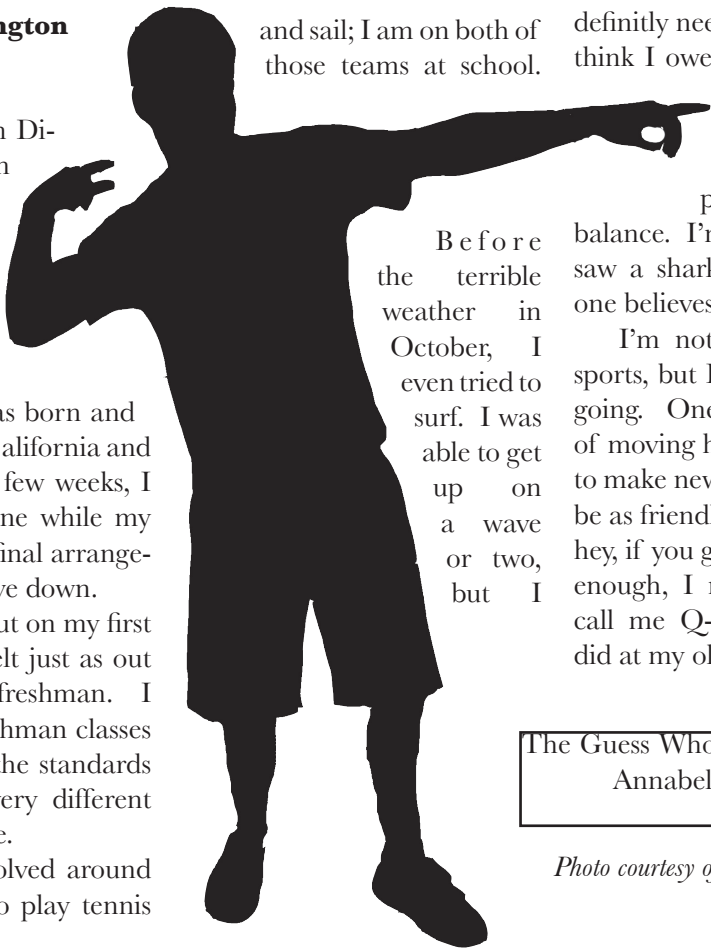 ngton
n Di-
n
as born and
alifornia and
few weeks, I
ne while my
final arrange-
ve down.
ut on my first
elt just as out
freshman. I
hman classes
the standards
very different
e.
olved around
o play tennis
and sail; I am on both of
those teams at school.
Before
the terrible
weather in
October, I
even tried to
surf. I was
able to get
up on
a wave
or two,
but I
definitly nee
think I owe
p
balance. I'm
saw a shark
one believes
I'm not
sports, but I
going. One
of moving h
to make new
be as friendl
hey, if you g
enough, I m
call me Q-
did at my ol
The Guess Who
Annabel
Photo courtesy o